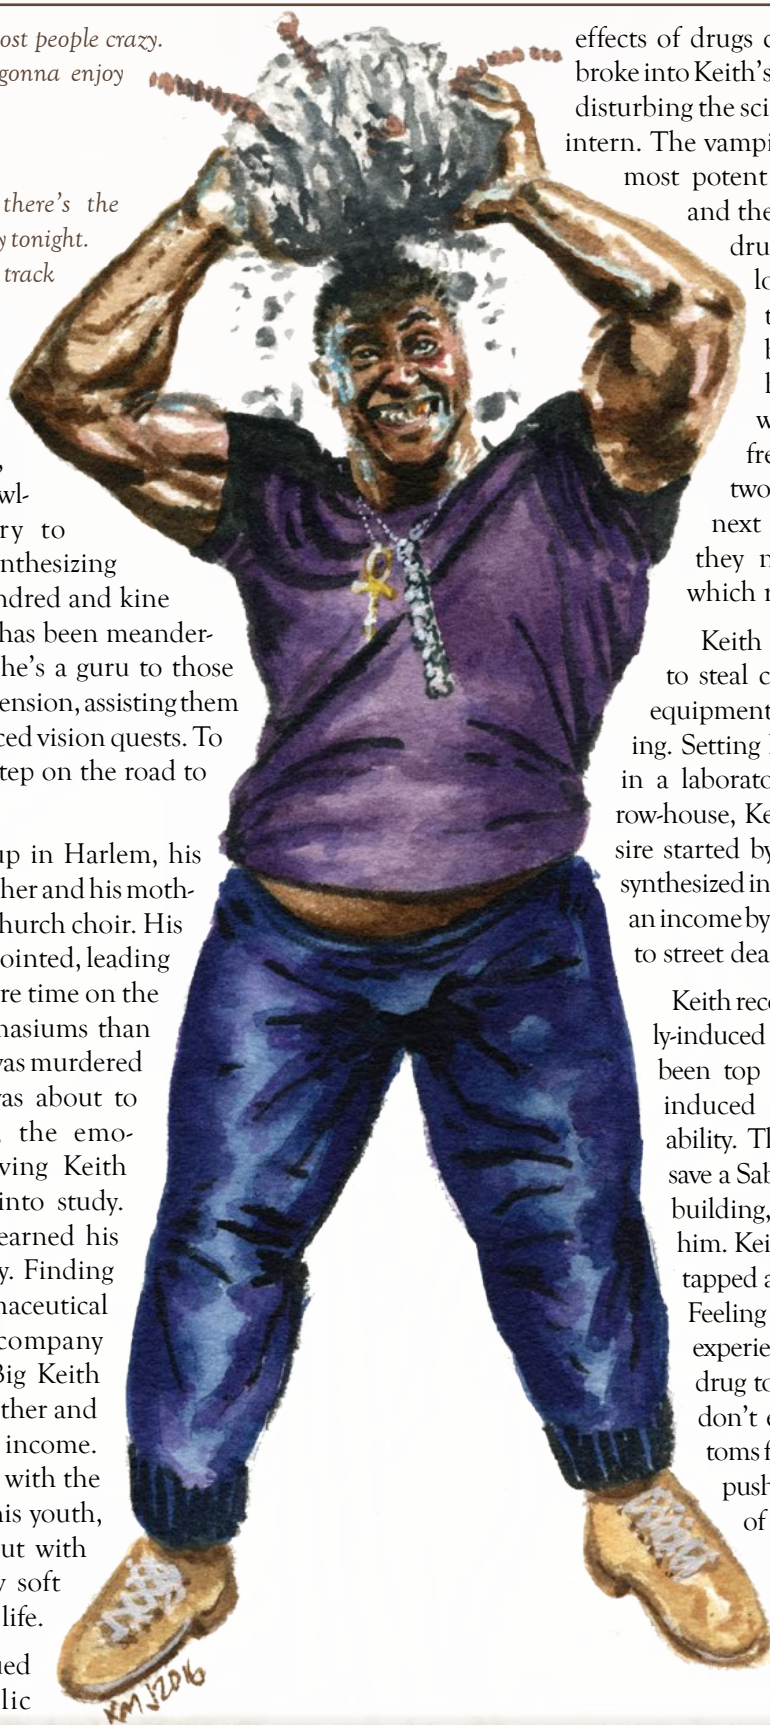 ost people crazy.
gonna enjoy
there's the
y tonight.
track
,
wl-
ry to
nthesizing
ndred and kine
has been meander-
he's a guru to those
ension, assisting them
ced vision quests. To
tep on the road to
up in Harlem, his
her and his moth-
hurch choir. His
ointed, leading
re time on the
nasiums than
was murdered
as about to
, the emo-
ving Keith
into study.
earned his
y. Finding
maceutical
company
Big Keith
ther and
income.
with the
his youth,
ut with
y soft
life.
ued
lic
effects of drugs
broke into Keith's
disturbing the sci
intern. The vampi
most potent
and the
dru
lo
t
b
h
w
fre
two
next
they n
which r
Keith
to steal c
equipment
ing. Setting
in a laborato
row-house, Ke
sire started by
synthesized in
an income by
to street dea
Keith rec
ly-induced
been top
induced
ability. Th
save a Sab
building,
him. Kei
tapped a
Feeling
experie
drug to
don't e
toms f
push
of
KMJ 2016